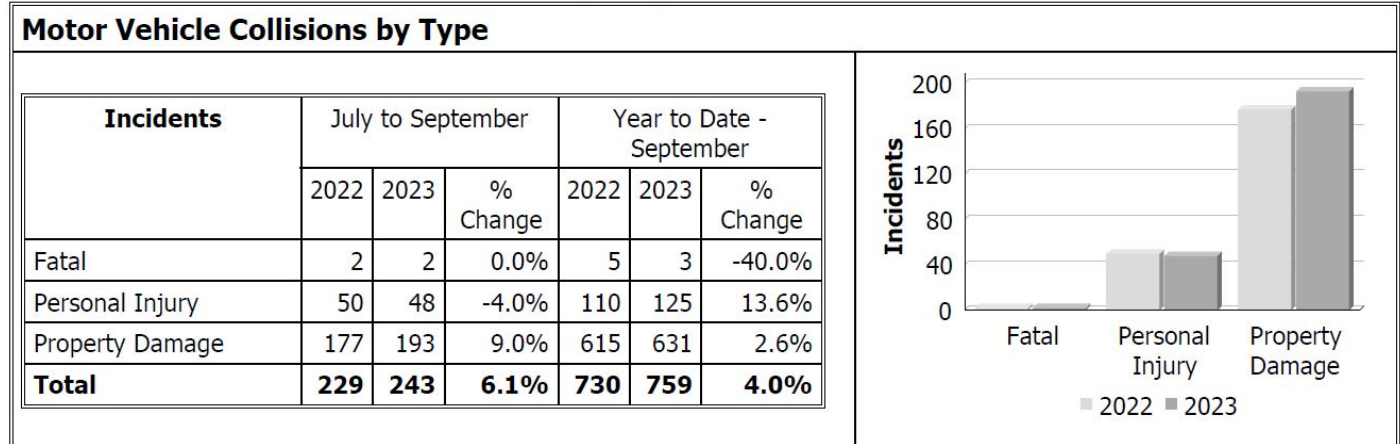 Motor Vehicle Collisions by Type
Incidents July to September Year to Date -
September
2022 2023 % 2022 2023 %
Change Change
Fatal 2 2 0.0% 5 3 -40.0%
Personal Injury 50 48 -4.0% 110 125 13.6%
Property Damage 177 193 9.0% 615 631 2.6%
Total 229 243 6.1% 730 759 4.0%
Incidents
200
160
120
80
40
0
Fatal Personal Property
Injury Damage
2022 2023